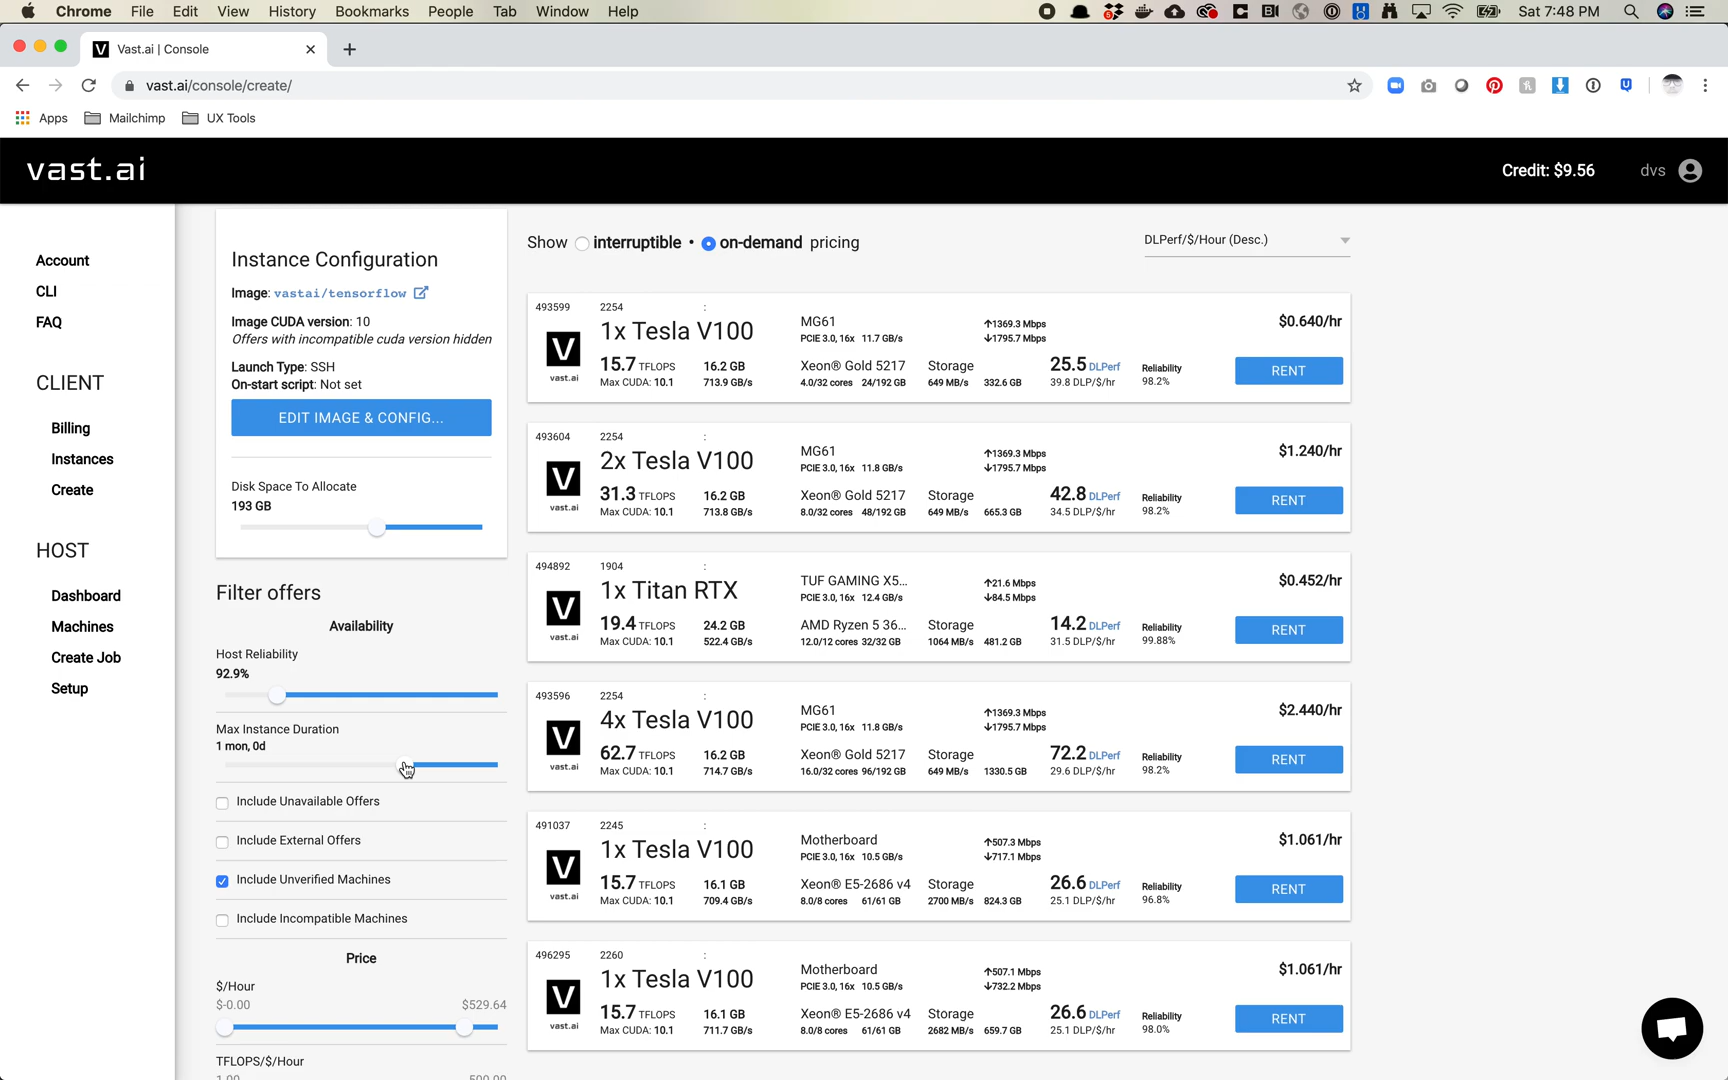 Chrome File Edit View History Bookmarks People Tab Window Help Sat 7:48 PM
Vast.ai | Console
vast.ai/console/create/
Apps Mailchimp UX Tools
vast.ai Credit: $9.56 dvs
Account
CLI
FAQ
CLIENT
Billing
Instances
Create
HOST
Dashboard
Machines
Create Job
Setup
Instance Configuration
Image: vastai/tensorflow
Image CUDA version: 10
Offers with incompatible cuda version hidden
Launch Type: SSH
On-start script: Not set
EDIT IMAGE & CONFIG...
Disk Space To Allocate
193 GB
Filter offers
Availability
Host Reliability
92.9%
Max Instance Duration
1 mon, 0d
Include Unavailable Offers
Include External Offers
Include Unverified Machines
Include Incompatible Machines
Price
$/Hour
$-0.00 $529.64
TFLOPS/$/Hour
1.00 500.00
Show interruptible • on-demand pricing DLPerf/$/Hour (Desc.)
493599 2254 :
1x Tesla V100 MG61 ↑1369.3 Mbps $0.640/hr
PCIE 3.0, 16x 11.7 GB/s ↓1795.7 Mbps
vast.ai 15.7 TFLOPS 16.2 GB Xeon® Gold 5217 Storage 25.5 DLPerf Reliability RENT
Max CUDA: 10.1 713.9 GB/s 4.0/32 cores 24/192 GB 649 MB/s 332.6 GB 39.8 DLP/$/hr 98.2%
493604 2254 :
2x Tesla V100 MG61 ↑1369.3 Mbps $1.240/hr
PCIE 3.0, 16x 11.8 GB/s ↓1795.7 Mbps
vast.ai 31.3 TFLOPS 16.2 GB Xeon® Gold 5217 Storage 42.8 DLPerf Reliability RENT
Max CUDA: 10.1 713.8 GB/s 8.0/32 cores 48/192 GB 649 MB/s 665.3 GB 34.5 DLP/$/hr 98.2%
494892 1904 :
1x Titan RTX TUF GAMING X5... ↑21.6 Mbps $0.452/hr
PCIE 3.0, 16x 12.4 GB/s ↓84.5 Mbps
vast.ai 19.4 TFLOPS 24.2 GB AMD Ryzen 5 36... Storage 14.2 DLPerf Reliability RENT
Max CUDA: 10.1 522.4 GB/s 12.0/12 cores 32/32 GB 1064 MB/s 481.2 GB 31.5 DLP/$/hr 99.88%
493596 2254 :
4x Tesla V100 MG61 ↑1369.3 Mbps $2.440/hr
PCIE 3.0, 16x 11.8 GB/s ↓1795.7 Mbps
vast.ai 62.7 TFLOPS 16.2 GB Xeon® Gold 5217 Storage 72.2 DLPerf Reliability RENT
Max CUDA: 10.1 714.7 GB/s 16.0/32 cores 96/192 GB 649 MB/s 1330.5 GB 29.6 DLP/$/hr 98.2%
491037 2245 :
1x Tesla V100 Motherboard ↑507.3 Mbps $1.061/hr
PCIE 3.0, 16x 10.5 GB/s ↓717.1 Mbps
vast.ai 15.7 TFLOPS 16.1 GB Xeon® E5-2686 v4 Storage 26.6 DLPerf Reliability RENT
Max CUDA: 10.1 709.4 GB/s 8.0/8 cores 61/61 GB 2700 MB/s 824.3 GB 25.1 DLP/$/hr 96.8%
496295 2260 :
1x Tesla V100 Motherboard ↑507.1 Mbps $1.061/hr
PCIE 3.0, 16x 10.5 GB/s ↓732.2 Mbps
vast.ai 15.7 TFLOPS 16.1 GB Xeon® E5-2686 v4 Storage 26.6 DLPerf Reliability RENT
Max CUDA: 10.1 711.7 GB/s 8.0/8 cores 61/61 GB 2682 MB/s 659.7 GB 25.1 DLP/$/hr 98.0%